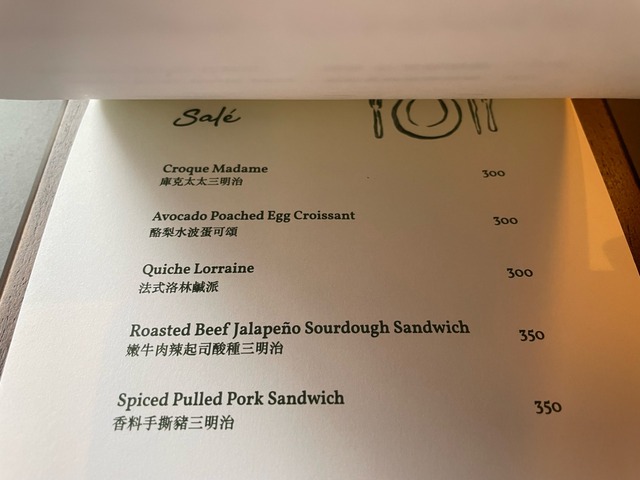 Salé
Croque Madame 300
庫克太太三明治
Avocado Poached Egg Croissant 300
酪梨水波蛋可頌
Quiche Lorraine 300
法式洛林鹹派
Roasted Beef Jalapeño Sourdough Sandwich 350
嫩牛肉辣起司酸種三明治
Spiced Pulled Pork Sandwich 350
香料手撕豬三明治